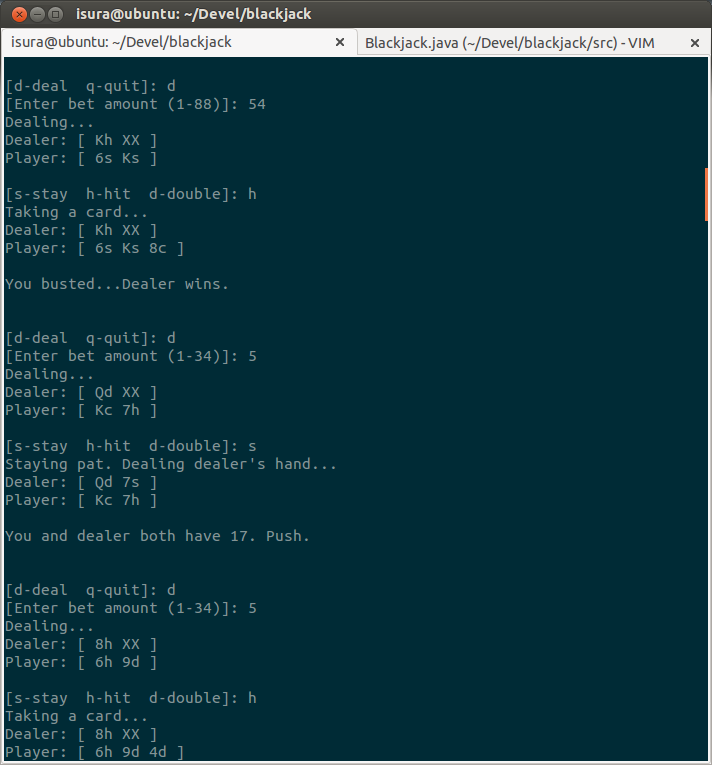 isura@ubuntu: ~/Devel/blackjack
isura@ubuntu: ~/Devel/blackjack
Blackjack.java (~/Devel/blackjack/src) - VIM
[d-deal  q-quit]: d
[Enter bet amount (1-88)]: 54
Dealing...
Dealer: [ Kh XX ]
Player: [ 6s Ks ]
[s-stay  h-hit  d-double]: h
Taking a card...
Dealer: [ Kh XX ]
Player: [ 6s Ks 8c ]
You busted...Dealer wins.
[d-deal  q-quit]: d
[Enter bet amount (1-34)]: 5
Dealing...
Dealer: [ Qd XX ]
Player: [ Kc 7h ]
[s-stay  h-hit  d-double]: s
Staying pat. Dealing dealer's hand...
Dealer: [ Qd 7s ]
Player: [ Kc 7h ]
You and dealer both have 17. Push.
[d-deal  q-quit]: d
[Enter bet amount (1-34)]: 5
Dealing...
Dealer: [ 8h XX ]
Player: [ 6h 9d ]
[s-stay  h-hit  d-double]: h
Taking a card...
Dealer: [ 8h XX ]
Player: [ 6h 9d 4d ]